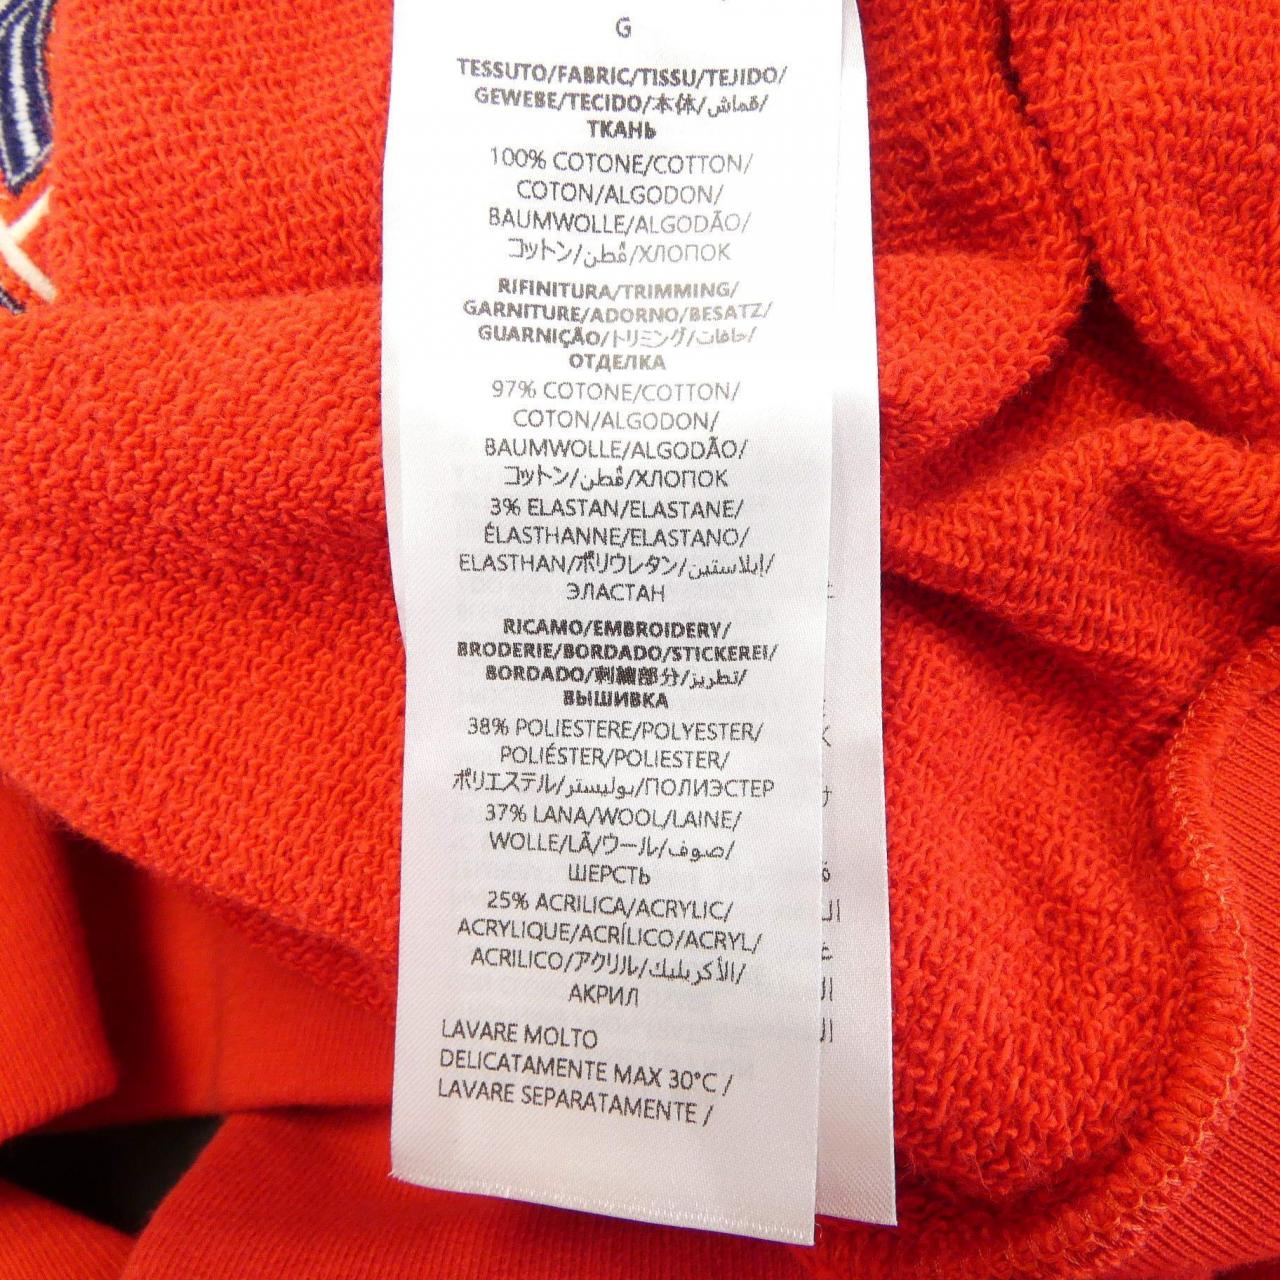 G
TESSUTO/FABRIC/TISSU/TEJIDO/
GEWEBE/TECIDO/本体/قماش/
ТКАНЬ
100% COTONE/COTTON/
COTON/ALGODON/
BAUMWOLLE/ALGODÃO/
コットン/قُطن/ХЛОПОК
RIFINITURA/TRIMMING/
GARNITURE/ADORNO/BESATZ/
GUARNIÇÃO/トリミング/حافات/
ОТДЕЛКА
97% COTONE/COTTON/
COTON/ALGODON/
BAUMWOLLE/ALGODÃO/
コットン/قُطن/ХЛОПОК
3% ELASTAN/ELASTANE/
ÉLASTHANNE/ELASTANO/
ELASTHAN/ポリウレタン/إيلاستين/
ЭЛАСТАН
RICAMO/EMBROIDERY/
BRODERIE/BORDADO/STICKEREI/
BORDADO/刺繍部分/تطريز/
ВЫШИВКА
38% POLIESTERE/POLYESTER/
POLIÉSTER/POLIESTER/
ポリエステル/بوليستر/ПОЛИЭСТЕР
37% LANA/WOOL/LAINE/
WOLLE/LÃ/ウール/صوف/
ШЕРСТЬ
25% ACRILICA/ACRYLIC/
ACRYLIQUE/ACRÍLICO/ACRYL/
ACRILICO/アクリル/الأكريليك/
АКРИЛ
LAVARE MOLTO
DELICATAMENTE MAX 30°C /
LAVARE SEPARATAMENTE /